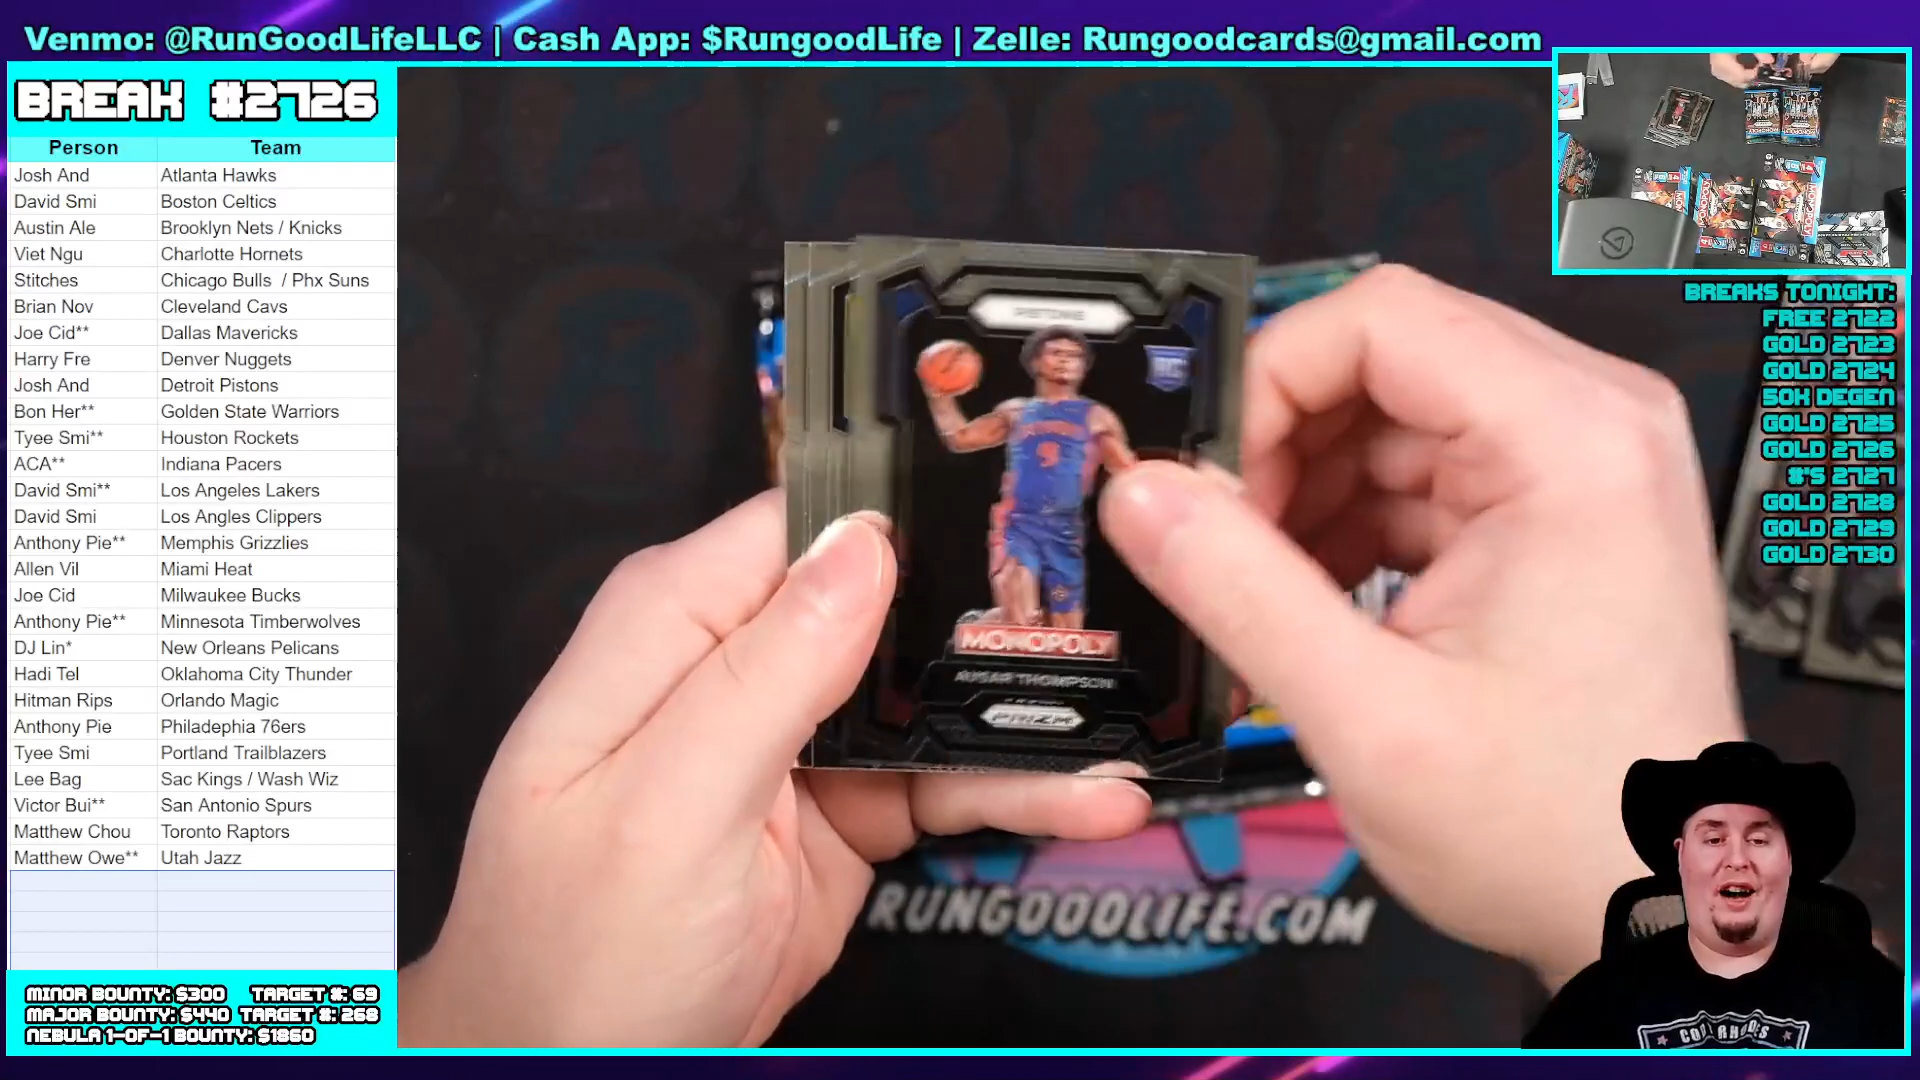 Venmo: @RunGoodLifeLLC | Cash App: $RungoodLife | Zelle: Rungoodcards@gmail.com
BREAK #2726
Person Team
Josh And Atlanta Hawks
David Smi Boston Celtics
Austin Ale Brooklyn Nets / Knicks
Viet Ngu Charlotte Hornets
Stitches Chicago Bulls / Phx Suns
Brian Nov Cleveland Cavs
Joe Cid** Dallas Mavericks
Harry Fre Denver Nuggets
Josh And Detroit Pistons
Bon Her** Golden State Warriors
Tyee Smi** Houston Rockets
ACA** Indiana Pacers
David Smi** Los Angeles Lakers
David Smi Los Angles Clippers
Anthony Pie** Memphis Grizzlies
Allen Vil Miami Heat
Joe Cid Milwaukee Bucks
Anthony Pie** Minnesota Timberwolves
DJ Lin* New Orleans Pelicans
Hadi Tel Oklahoma City Thunder
Hitman Rips Orlando Magic
Anthony Pie Philadephia 76ers
Tyee Smi Portland Trailblazers
Lee Bag Sac Kings / Wash Wiz
Victor Bui** San Antonio Spurs
Matthew Chou Toronto Raptors
Matthew Owe** Utah Jazz
MINOR BOUNTY: $300 TARGET #: 69
MAJOR BOUNTY: $440 TARGET #: 268
NEBULA 1-OF-1 BOUNTY: $1860
PISTONS
RC
9
MONOPOLY
AUSAR THOMPSON
PRIZM
RUNGOODLIFE.COM
BREAKS TONIGHT:
FREE 2722
GOLD 2723
GOLD 2724
50K DEGEN
GOLD 2725
GOLD 2726
#'S 2727
GOLD 2728
GOLD 2729
GOLD 2730
MONOPOLY
MONOPOLY